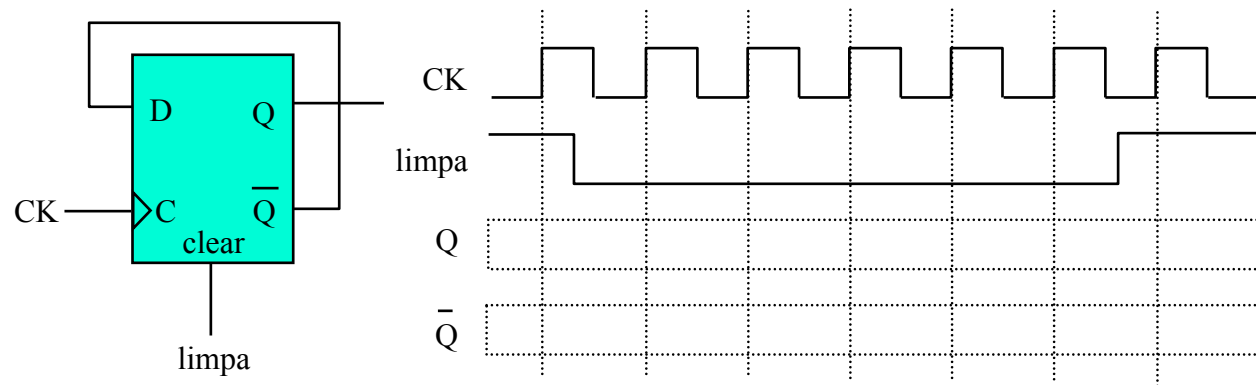 D Q
CK C Q̅
clear
limpa
CK
limpa
Q
Q̅